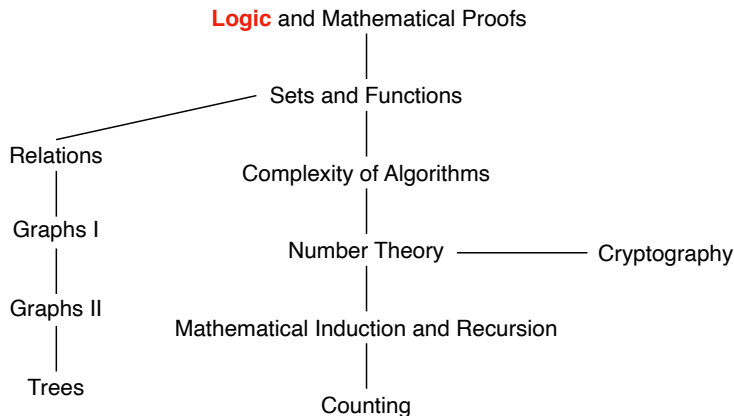 Logic and Mathematical Proofs
Sets and Functions
Relations
Complexity of Algorithms
Graphs I
Number Theory
Cryptography
Graphs II
Mathematical Induction and Recursion
Trees
Counting